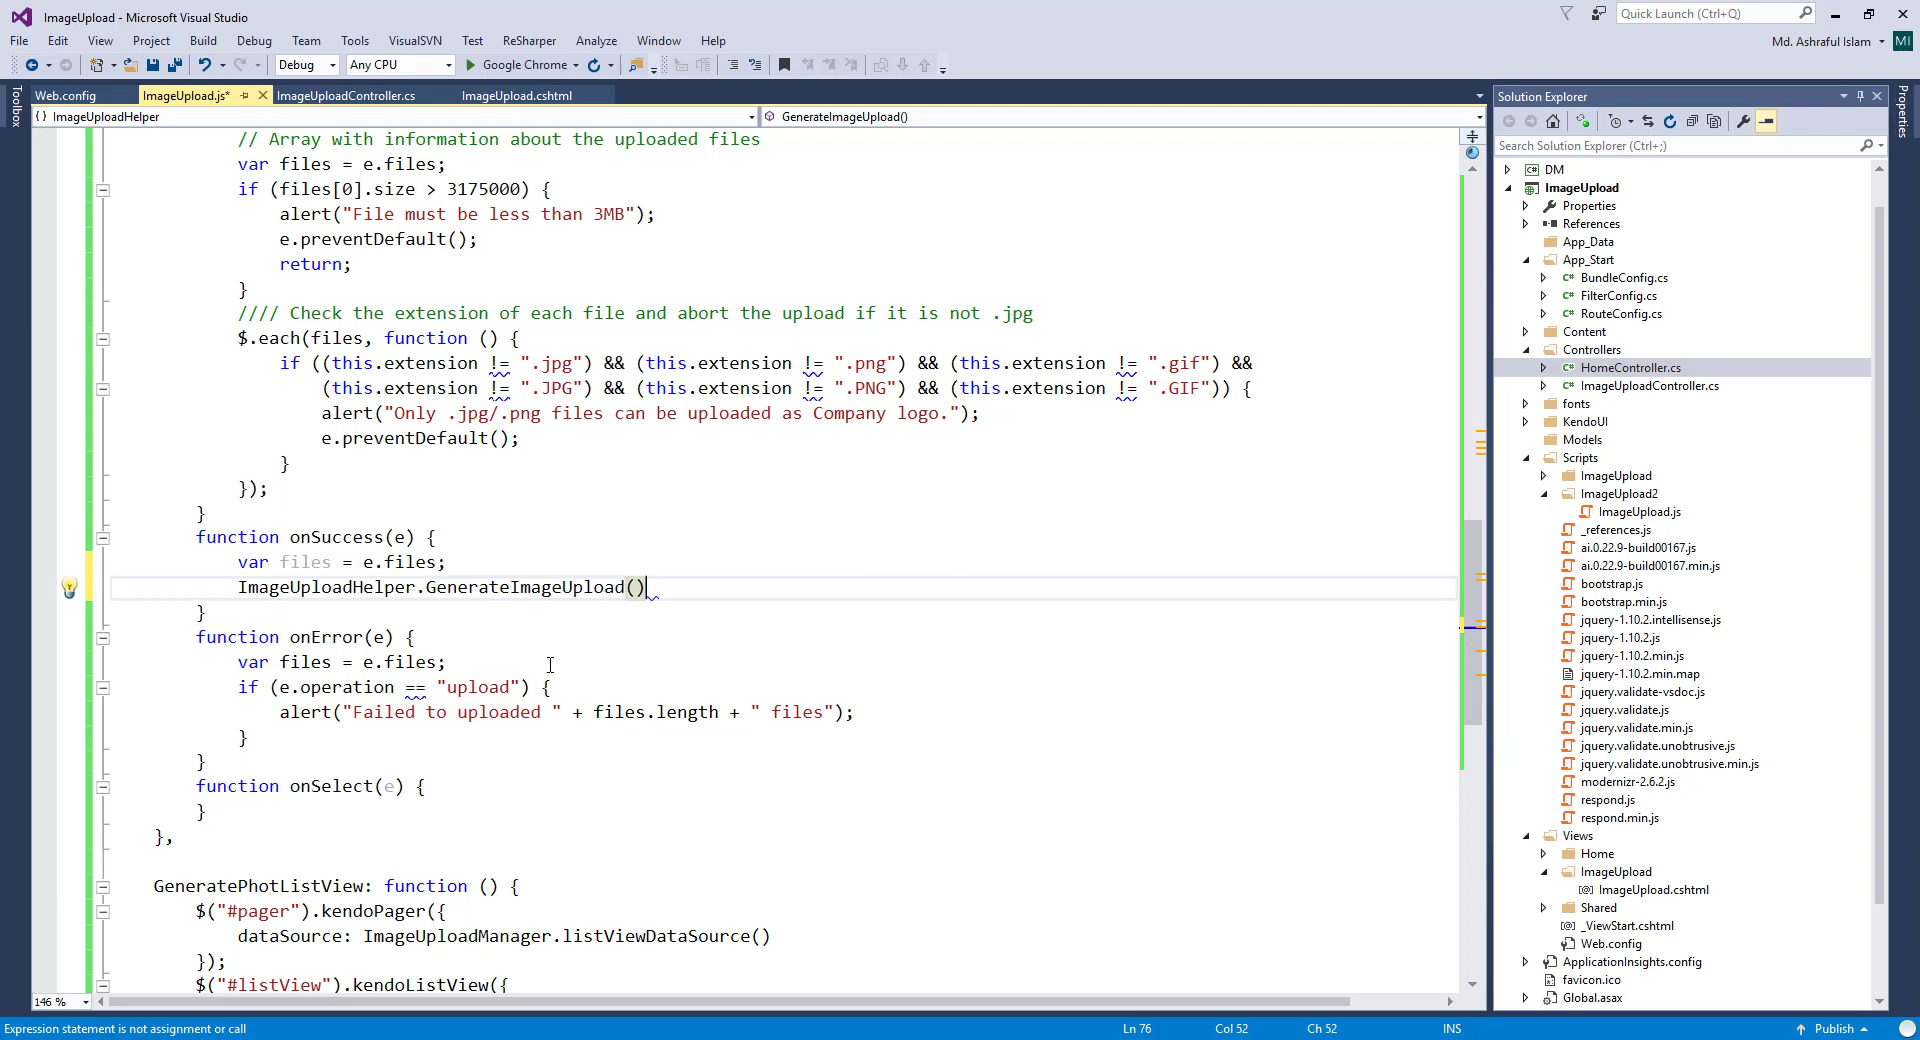 ImageUpload - Microsoft Visual Studio
Quick Launch (Ctrl+Q)
File Edit View Project Build Debug Team Tools VisualSVN Test ReSharper Analyze Window Help
Md. Ashraful Islam MI
Debug Any CPU Google Chrome
Toolbox
Web.config ImageUpload.js* ImageUploadController.cs ImageUpload.cshtml
ImageUploadHelper GenerateImageUpload()
// Array with information about the uploaded files
var files = e.files;
if (files[0].size > 3175000) {
alert("File must be less than 3MB");
e.preventDefault();
return;
}
//// Check the extension of each file and abort the upload if it is not .jpg
$.each(files, function () {
if ((this.extension != ".jpg") && (this.extension != ".png") && (this.extension != ".gif") &&
(this.extension != ".JPG") && (this.extension != ".PNG") && (this.extension != ".GIF")) {
alert("Only .jpg/.png files can be uploaded as Company logo.");
e.preventDefault();
}
});
}
function onSuccess(e) {
var files = e.files;
ImageUploadHelper.GenerateImageUpload()
}
function onError(e) {
var files = e.files;
if (e.operation == "upload") {
alert("Failed to uploaded " + files.length + " files");
}
}
function onSelect(e) {
}
},
GeneratePhotListView: function () {
$("#pager").kendoPager({
dataSource: ImageUploadManager.listViewDataSource()
});
$("#listView").kendoListView({
146 %
Solution Explorer
Search Solution Explorer (Ctrl+;)
C# DM
ImageUpload
Properties
References
App_Data
App_Start
C# BundleConfig.cs
C# FilterConfig.cs
C# RouteConfig.cs
Content
Controllers
C# HomeController.cs
C# ImageUploadController.cs
fonts
KendoUI
Models
Scripts
ImageUpload
ImageUpload2
ImageUpload.js
_references.js
ai.0.22.9-build00167.js
ai.0.22.9-build00167.min.js
bootstrap.js
bootstrap.min.js
jquery-1.10.2.intellisense.js
jquery-1.10.2.js
jquery-1.10.2.min.js
jquery-1.10.2.min.map
jquery.validate-vsdoc.js
jquery.validate.js
jquery.validate.min.js
jquery.validate.unobtrusive.js
jquery.validate.unobtrusive.min.js
modernizr-2.6.2.js
respond.js
respond.min.js
Views
Home
ImageUpload
[@] ImageUpload.cshtml
Shared
[@] _ViewStart.cshtml
Web.config
ApplicationInsights.config
favicon.ico
Global.asax
Properties
Expression statement is not assignment or call Ln 76 Col 52 Ch 52 INS Publish